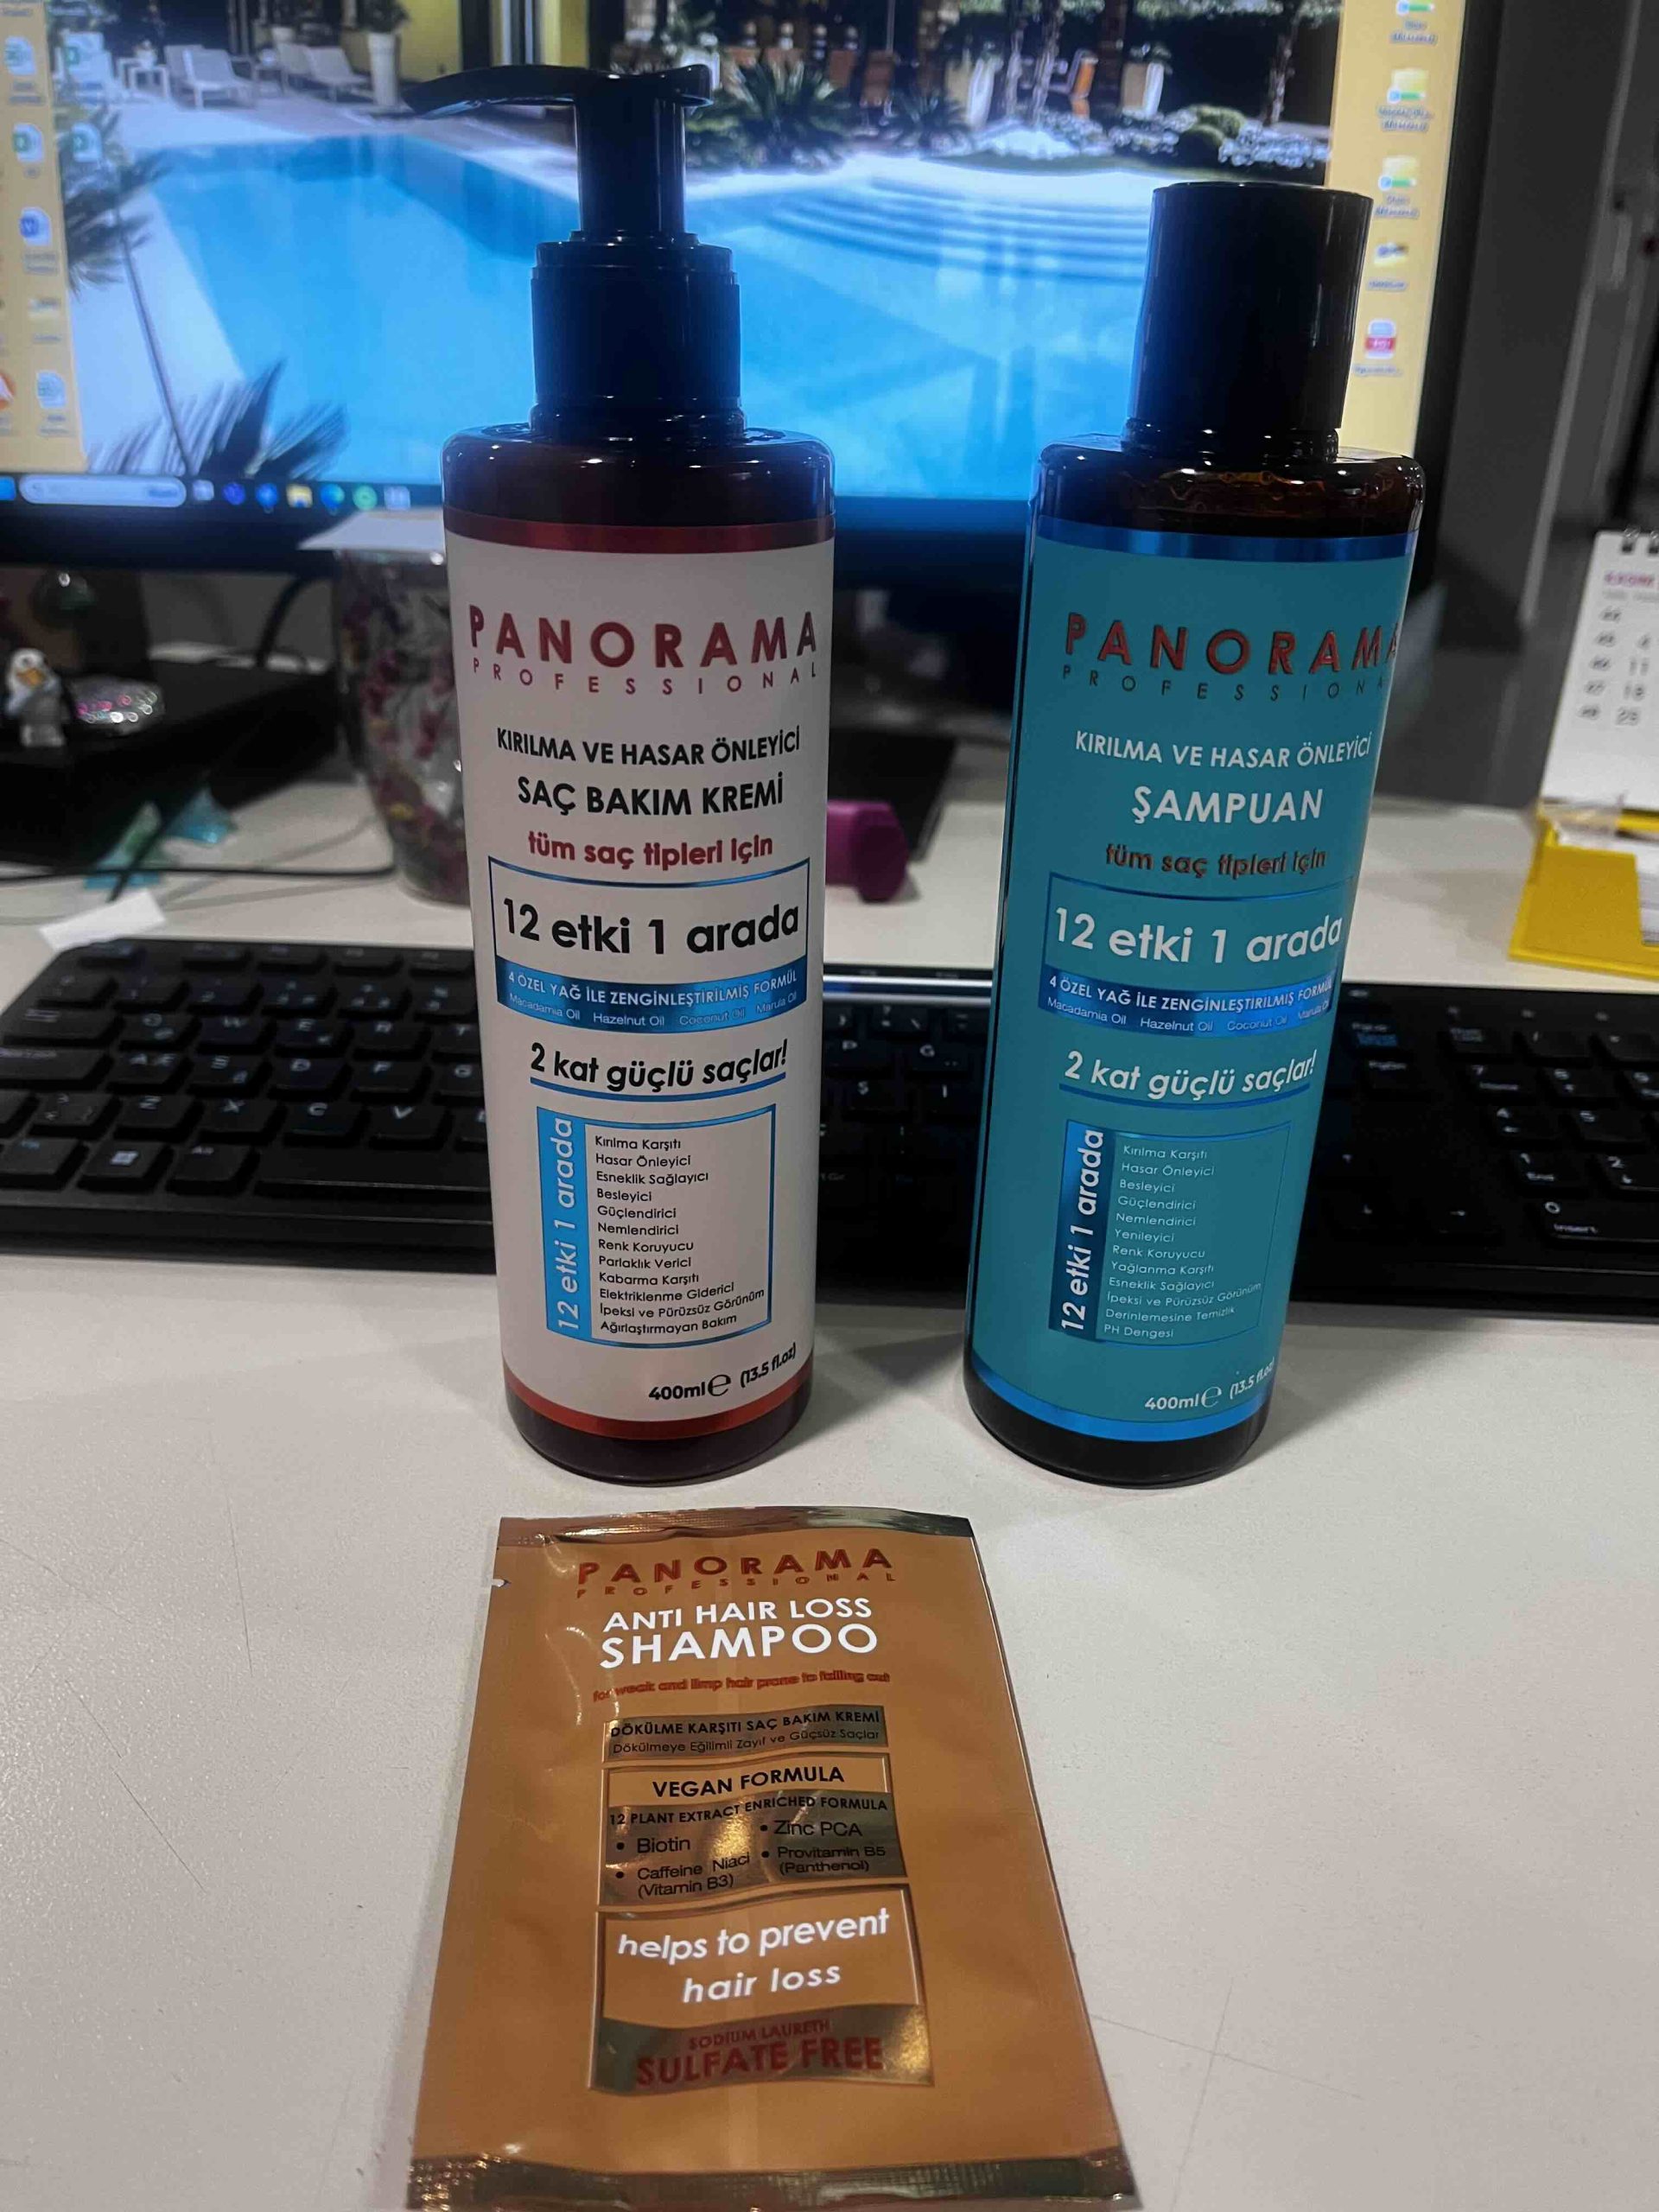 PANORAMA
PROFESSIONAL
KIRILMA VE HASAR ÖNLEYİCİ
SAÇ BAKIM KREMİ
tüm saç tipleri için
12 etki 1 arada
4 ÖZEL YAĞ İLE ZENGİNLEŞTİRİLMİŞ FORMÜL
Macadamia Oil Hazelnut Oil Coconut Oil Marula Oil
2 kat güçlü saçlar!
12 etki 1 arada
Kırılma Karşıtı
Hasar Önleyici
Esneklik Sağlayıcı
Besleyici
Güçlendirici
Nemlendirici
Renk Koruyucu
Parlaklık Verici
Kabarma Karşıtı
Elektriklenme Giderici
İpeksi ve Pürüzsüz Görünüm
Ağırlaştırmayan Bakım
400ml e (13.5 fl.oz)
PANORAMA
PROFESSIONA
KIRILMA VE HASAR ÖNLEYİCİ
ŞAMPUAN
tüm saç tipleri için
12 etki 1 arada
4 ÖZEL YAĞ İLE ZENGİNLEŞTİRİLMİŞ FORMÜL
Macadamia Oil Hazelnut Oil Coconut Oil Marula Oil
2 kat güçlü saçlar!
12 etki 1 arada
Kırılma Karşıtı
Hasar Önleyici
Besleyici
Güçlendirici
Nemlendirici
Yenileyici
Renk Koruyucu
Yağlanma Karşıtı
Esneklik Sağlayıcı
İpeksi ve Pürüzsüz Görünüm
Derinlemesine Temizlik
PH Dengesi
400ml e (13.5 fl.oz
PANORAMA
PROFESSIONAL
ANTI HAIR LOSS
SHAMPOO
for weak and limp hair prone to falling out
DÖKÜLME KARŞITI SAÇ BAKIM KREMİ
Dökülmeye Eğilimli Zayıf ve Güçsüz Saçlar
VEGAN FORMULA
12 PLANT EXTRACT ENRICHED FORMULA
• Biotin
• Zinc PCA
• Caffeine Niaci
(Vitamin B3)
• Provitamin B5
(Panthenol)
helps to prevent
hair loss
SODIUM LAURETH
SULFATE FREE